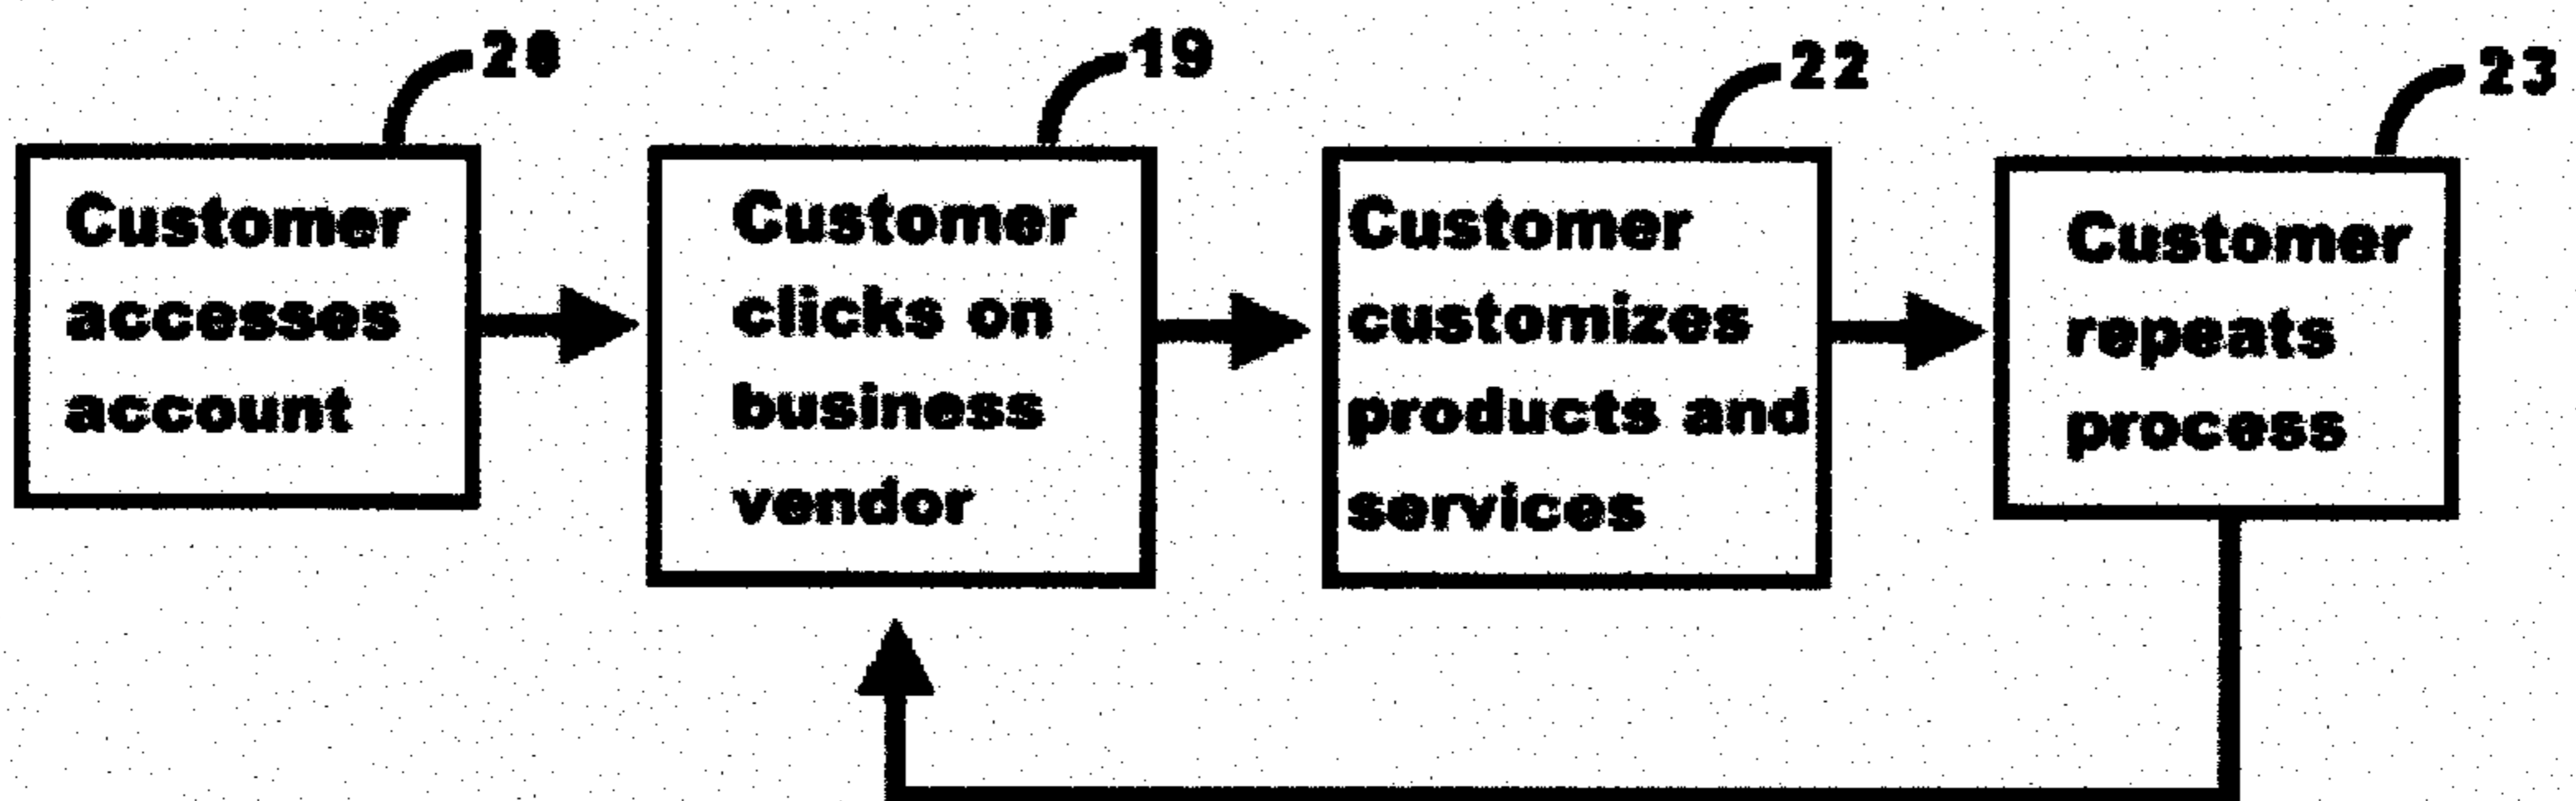 20
19
22
23
Customer
accesses
account
Customer
clicks on
business
vendor
Customer
customizes
products and
services
Customer
repeats
process